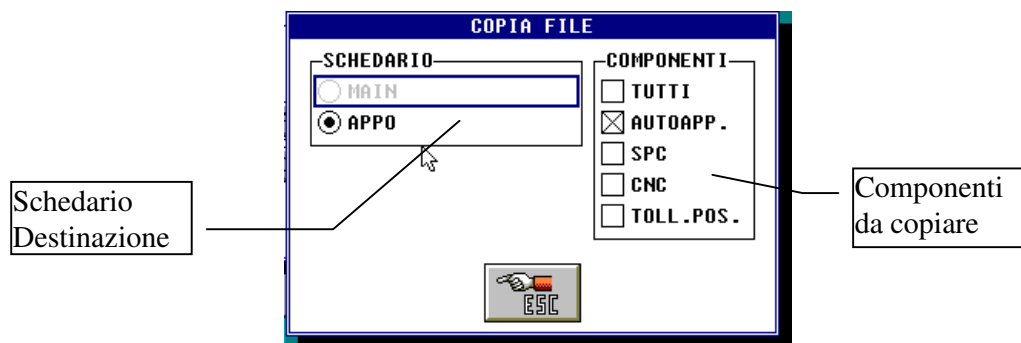 COPIA FILE
SCHEDARIO
MAIN
APPO
COMPONENTI
TUTTI
AUTOAPP.
SPC
CNC
TOLL.POS.
ESC
Schedario
Destinazione
Componenti
da copiare